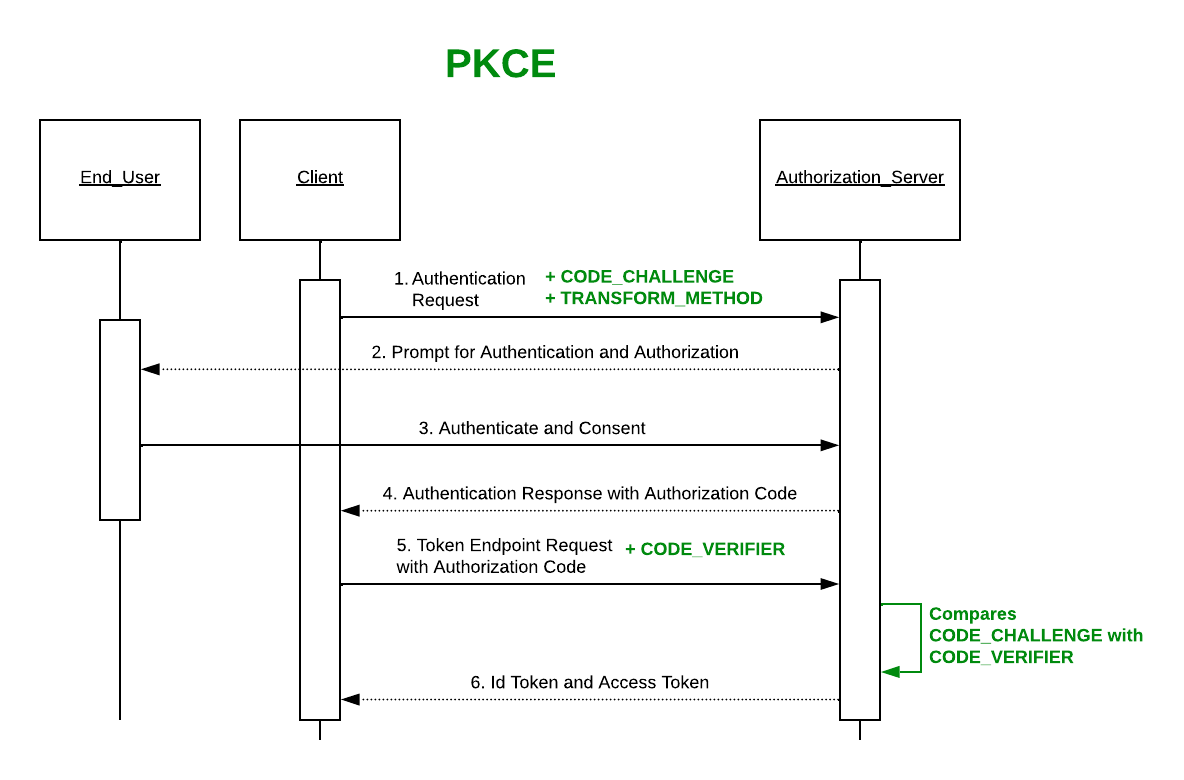 PKCE
End_User
Client
Authorization_Server
1. Authentication
Request
+ CODE_CHALLENGE
+ TRANSFORM_METHOD
2. Prompt for Authentication and Authorization
3. Authenticate and Consent
4. Authentication Response with Authorization Code
5. Token Endpoint Request
with Authorization Code
+ CODE_VERIFIER
Compares
CODE_CHALLENGE with
CODE_VERIFIER
6. Id Token and Access Token